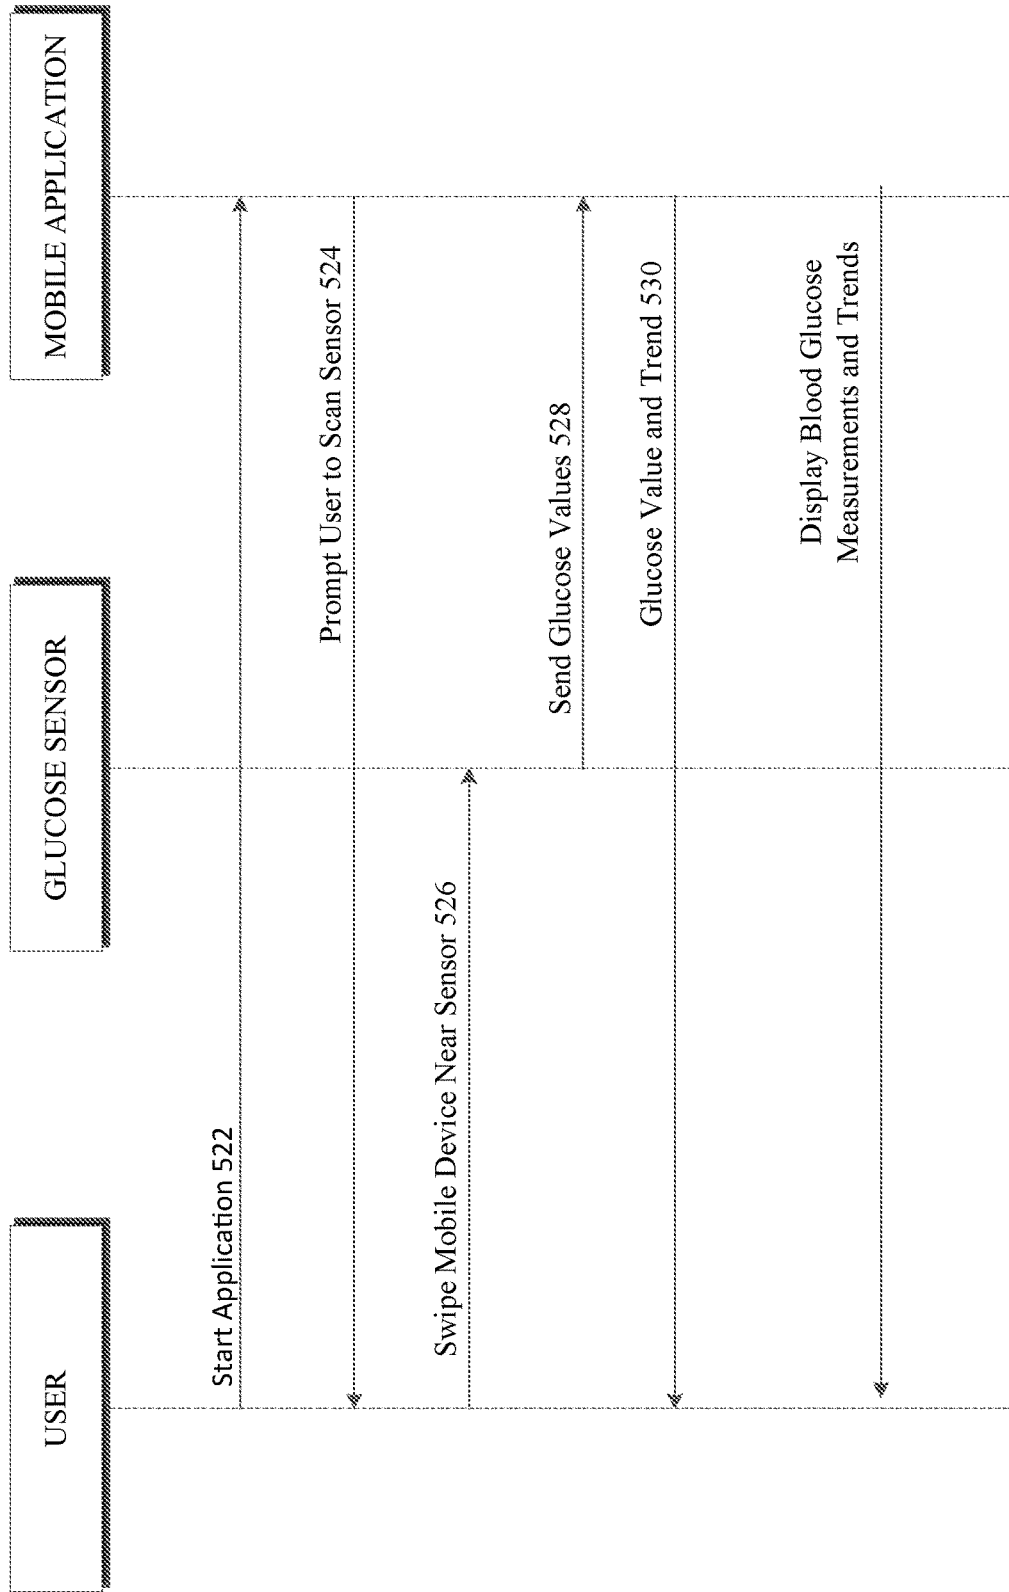 USER
GLUCOSE SENSOR
MOBILE APPLICATION
Start Application 522
Prompt User to Scan Sensor 524
Swipe Mobile Device Near Sensor 526
Send Glucose Values 528
Glucose Value and Trend 530
Display Blood Glucose
Measurements and Trends